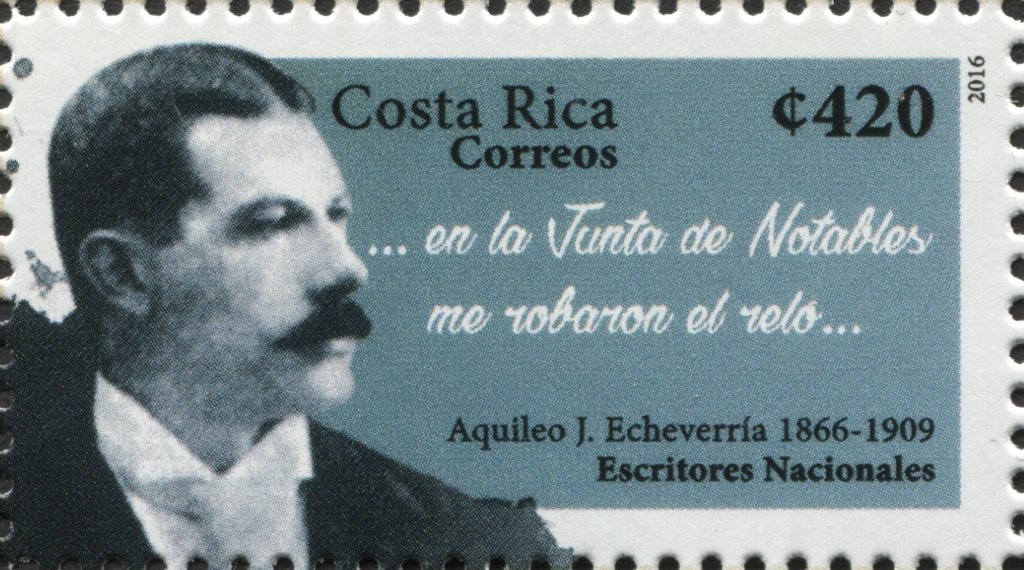 Costa Rica
Correos
¢420
2016
... en la Junta de Notables
me robaron el reló...
Aquileo J. Echeverría 1866-1909
Escritores Nacionales